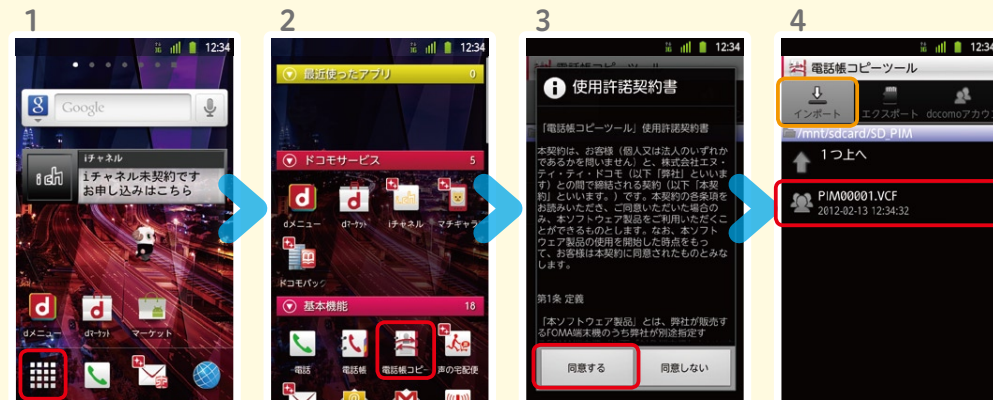 1
12:34
Google
iチャネル
iチャネル未契約です
お申し込みはこちら
ich
dメニュー
dマーケット
マーケット
2
12:34
最近使ったアプリ
0
ドコモサービス
5
dメニュー
dマーケット
iチャネル
マチキャラ
ドコモバック
基本機能
18
電話
電話帳
電話帳コピー
声の宅配便
3
12:34
使用許諾契約書
「電話帳コピーツール」使用許諾契約書
本契約は、お客様（個人又は法人のいずれか
であるかを問いません）と、株式会社エヌ・
ティ・ティ・ドコモ（以下「弊社」といいま
す）との間で締結される契約（以下「本契
約」といいます。）です。本契約の各条項を
お読みいただき、ご同意いただいた場合の
み、本ソフトウェア製品をご利用いただくこ
とができるものとします。なお、本ソフト
ウェア製品の使用を開始した時点をもっ
て、お客様は本契約に同意されたものとみな
します。
第1条 定義
「本ソフトウェア製品」とは、弊社が販売す
るFOMA端末機のうち弊社が別途指定す
同意する
同意しない
4
12:34
電話帳コピーツール
インポート
エクスポート
docomoアカウ
/mnt/sdcard/SD_PIM
1つ上へ
PIM00001.VCF
2012-02-13 12:34:32